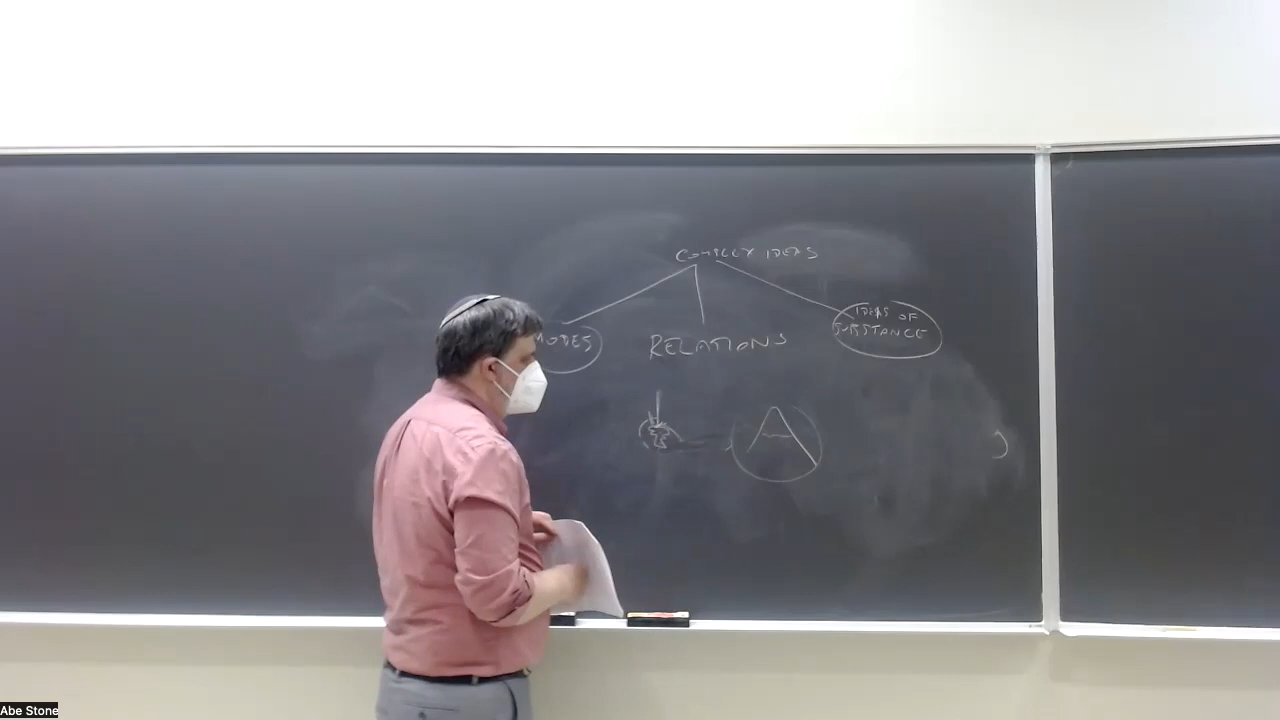 COMPLEX IDEAS
MODES
RELATIONS
IDEAS OF
SUBSTANCE
A
Abe Stone